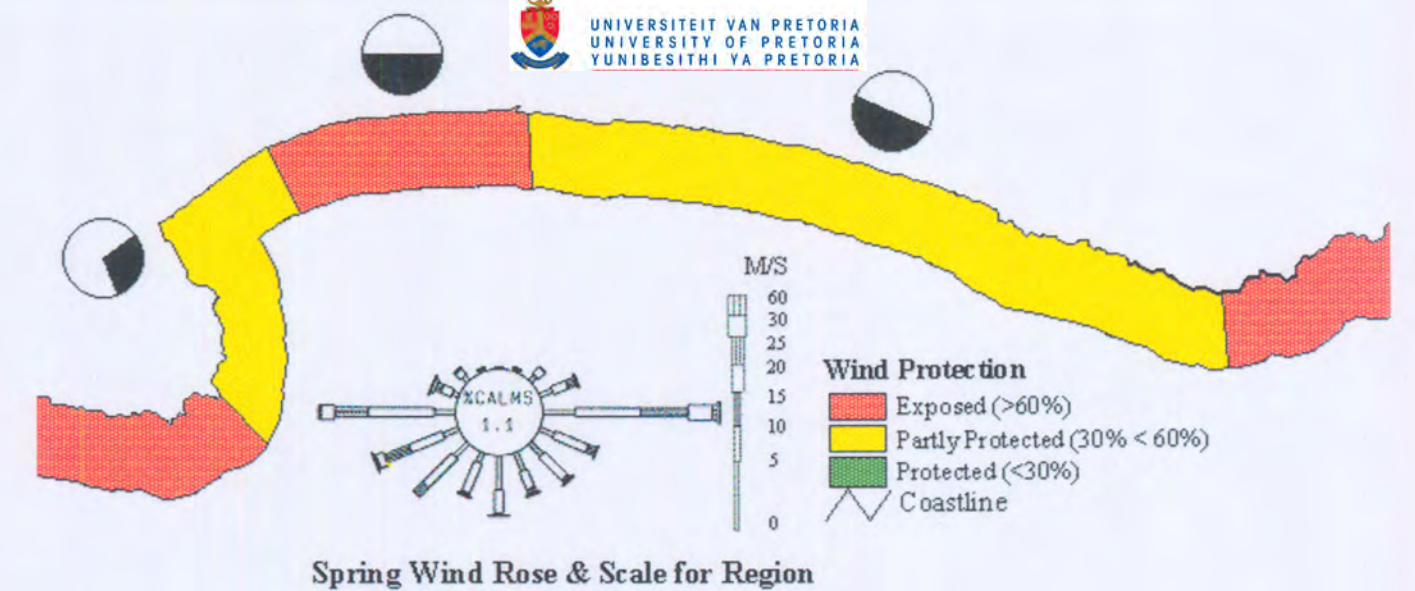 UNIVERSITEIT VAN PRETORIA
UNIVERSITY OF PRETORIA
YUNIBESITHI YA PRETORIA
M/S
60
30
25
20
15
10
5
0
%CALMS
1.1
Wind Protection
Exposed (>60%)
Partly Protected (30% < 60%)
Protected (<30%)
Coastline
Spring Wind Rose & Scale for Region